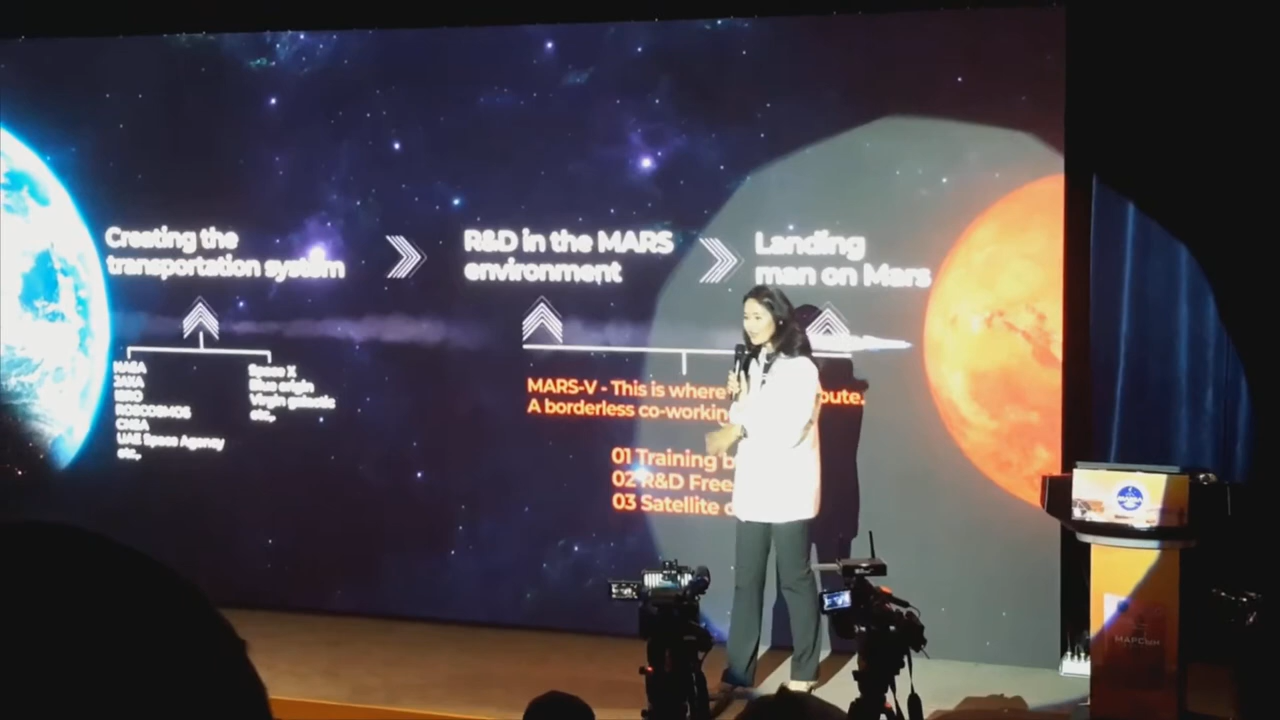 Creating the
transportation system
R&D in the MARS
environment
Landing
man on Mars
NASA
JAXA
ISRO
ROSCOSMOS
CNSA
UAE Space Agency
etc.,
Space X
Blue origin
Virgin galactic
etc.,
MARS-V - This is where
A borderless co-working
01 Training
02 R&D Free
03 Satellite
МАРСЫН